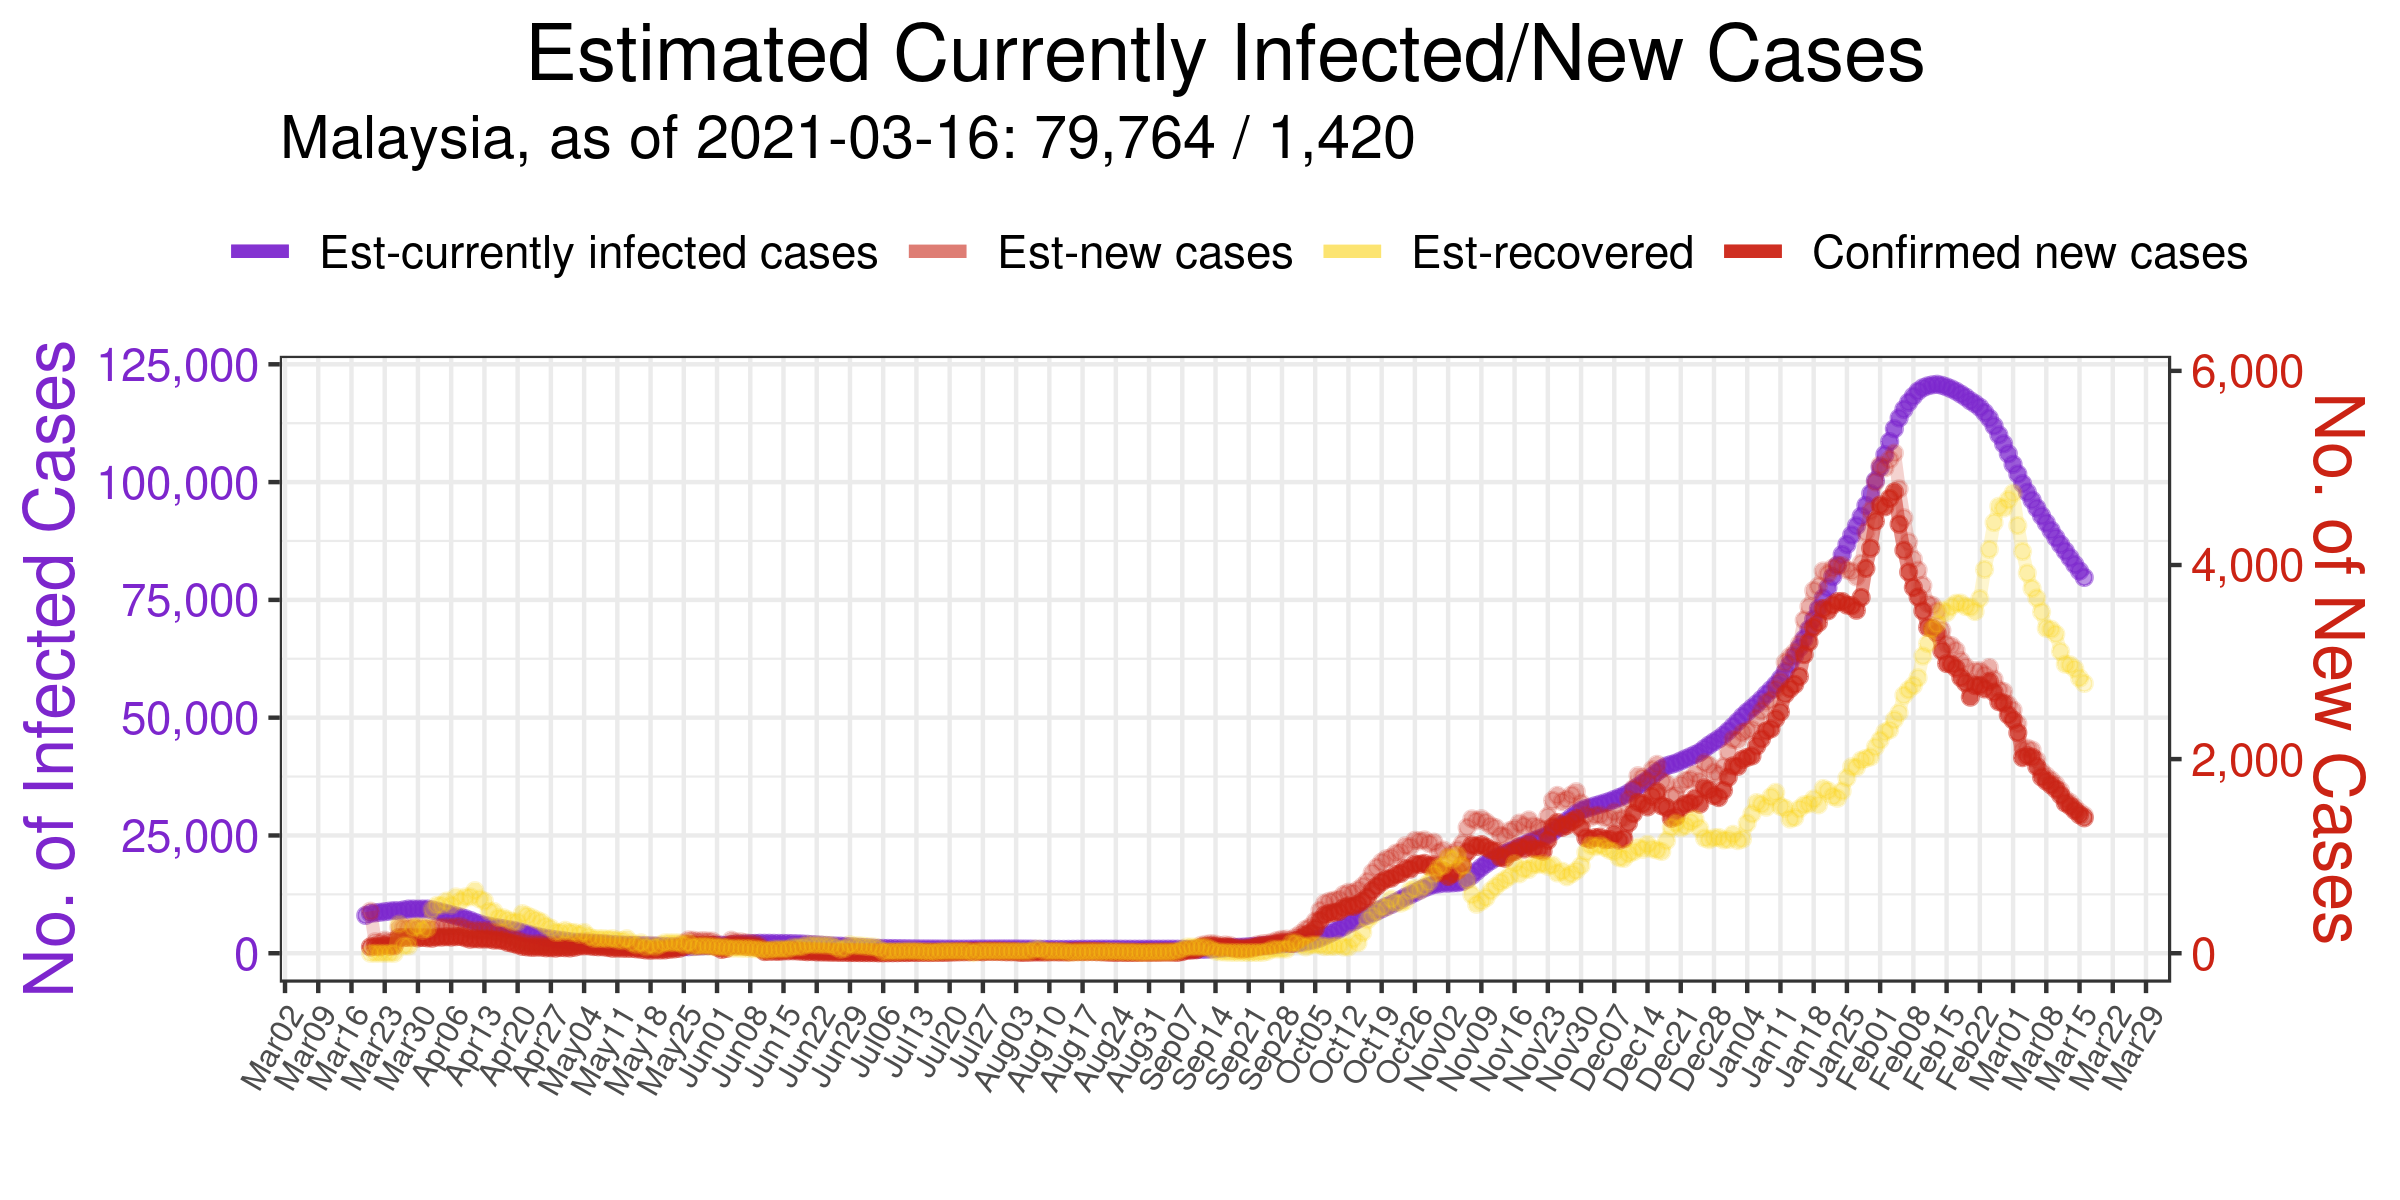 Estimated Currently Infected/New Cases
Malaysia, as of 2021-03-16: 79,764 / 1,420
Est-currently infected cases Est-new cases Est-recovered Confirmed new cases
No. of Infected Cases
125,000
100,000
75,000
50,000
25,000
0
6,000
4,000
2,000
0
No. of New Cases
Mar02 Mar09 Mar16 Mar23 Mar30 Apr06 Apr13 Apr20 Apr27 May04 May11 May18 May25 Jun01 Jun08 Jun15 Jun22 Jun29 Jul06 Jul13 Jul20 Jul27 Aug03 Aug10 Aug17 Aug24 Aug31 Sep07 Sep14 Sep21 Sep28 Oct05 Oct12 Oct19 Oct26 Nov02 Nov09 Nov16 Nov23 Nov30 Dec07 Dec14 Dec21 Dec28 Jan04 Jan11 Jan18 Jan25 Feb01 Feb08 Feb15 Feb22 Mar01 Mar08 Mar15 Mar22 Mar29